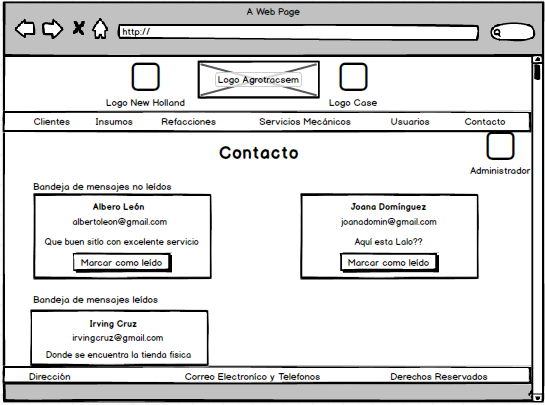 A Web Page
http://
Logo Agrotracsem
Logo New Holland
Logo Case
Clientes Insumos Refacciones Servicios Mecánicos Usuarios Contacto
Contacto
Administrador
Bandeja de mensajes no leídos
Albero León
albertoleon@gmail.com
Que buen sitio con excelente servicio
Marcar como leído
Joana Domínguez
joanadomin@gmail.com
Aquí esta Lalo??
Marcar como leído
Bandeja de mensajes leídos
Irving Cruz
irvingcruz@gmail.com
Donde se encuentra la tienda fisica
Dirección Correo Electroníco y Telefonos Derechos Reservados